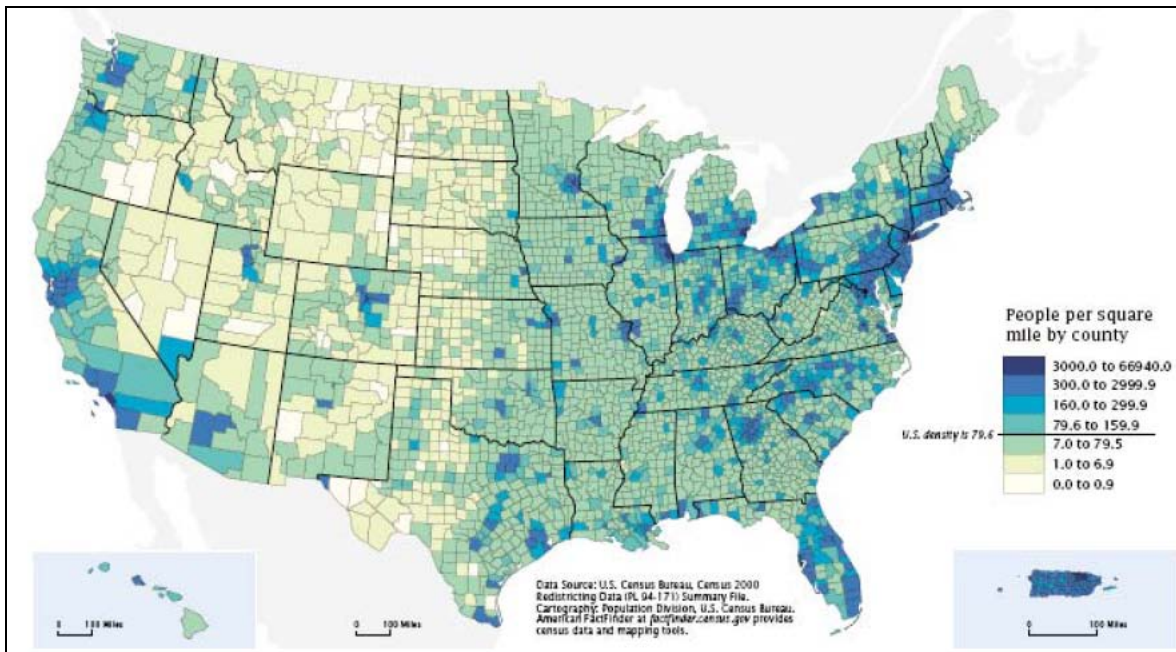 People per square
mile by county
3000.0 to 66940.0
300.0 to 2999.9
160.0 to 299.9
79.6 to 159.9
U.S. density is 79.6
7.0 to 79.5
1.0 to 6.9
0.0 to 0.9
Data Source: U.S. Census Bureau, Census 2000
Redistricting Data (PL 94-171) Summary File.
Cartography: Population Division, U.S. Census Bureau.
American FactFinder at factfinder.census.gov provides
census data and mapping tools.
0 100 Miles
0 100 Miles
0 100 Miles